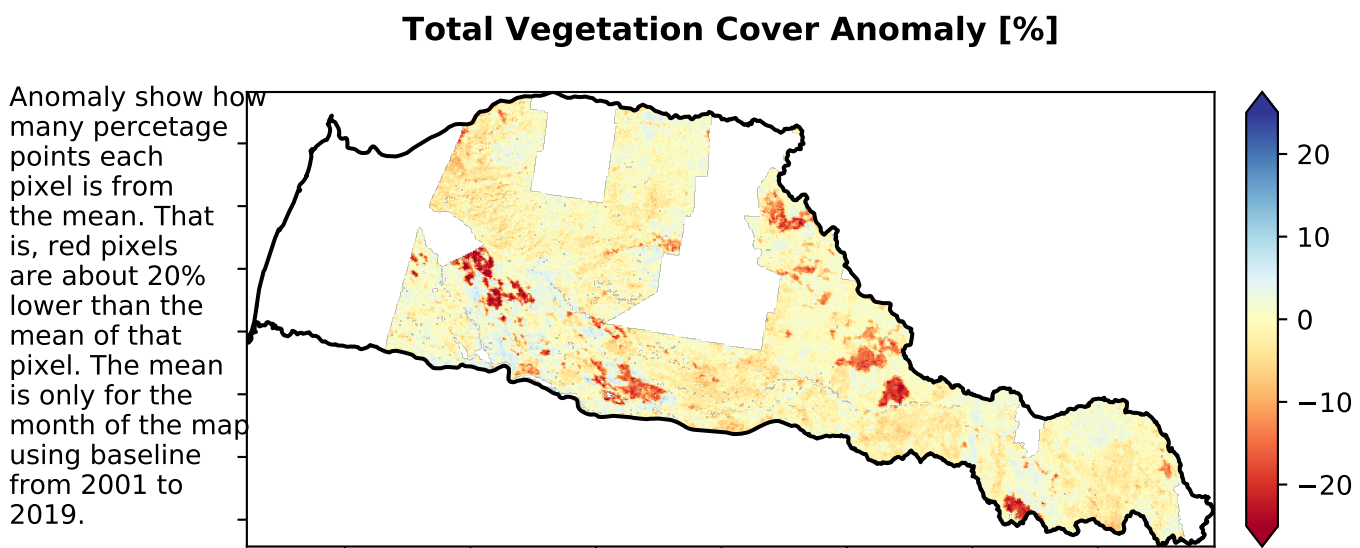 Total Vegetation Cover Anomaly [%]
Anomaly show how
many percetage
points each
pixel is from
the mean. That
is, red pixels
are about 20%
lower than the
mean of that
pixel. The mean
is only for the
month of the map
using baseline
from 2001 to
2019.
20
10
0
−10
−20